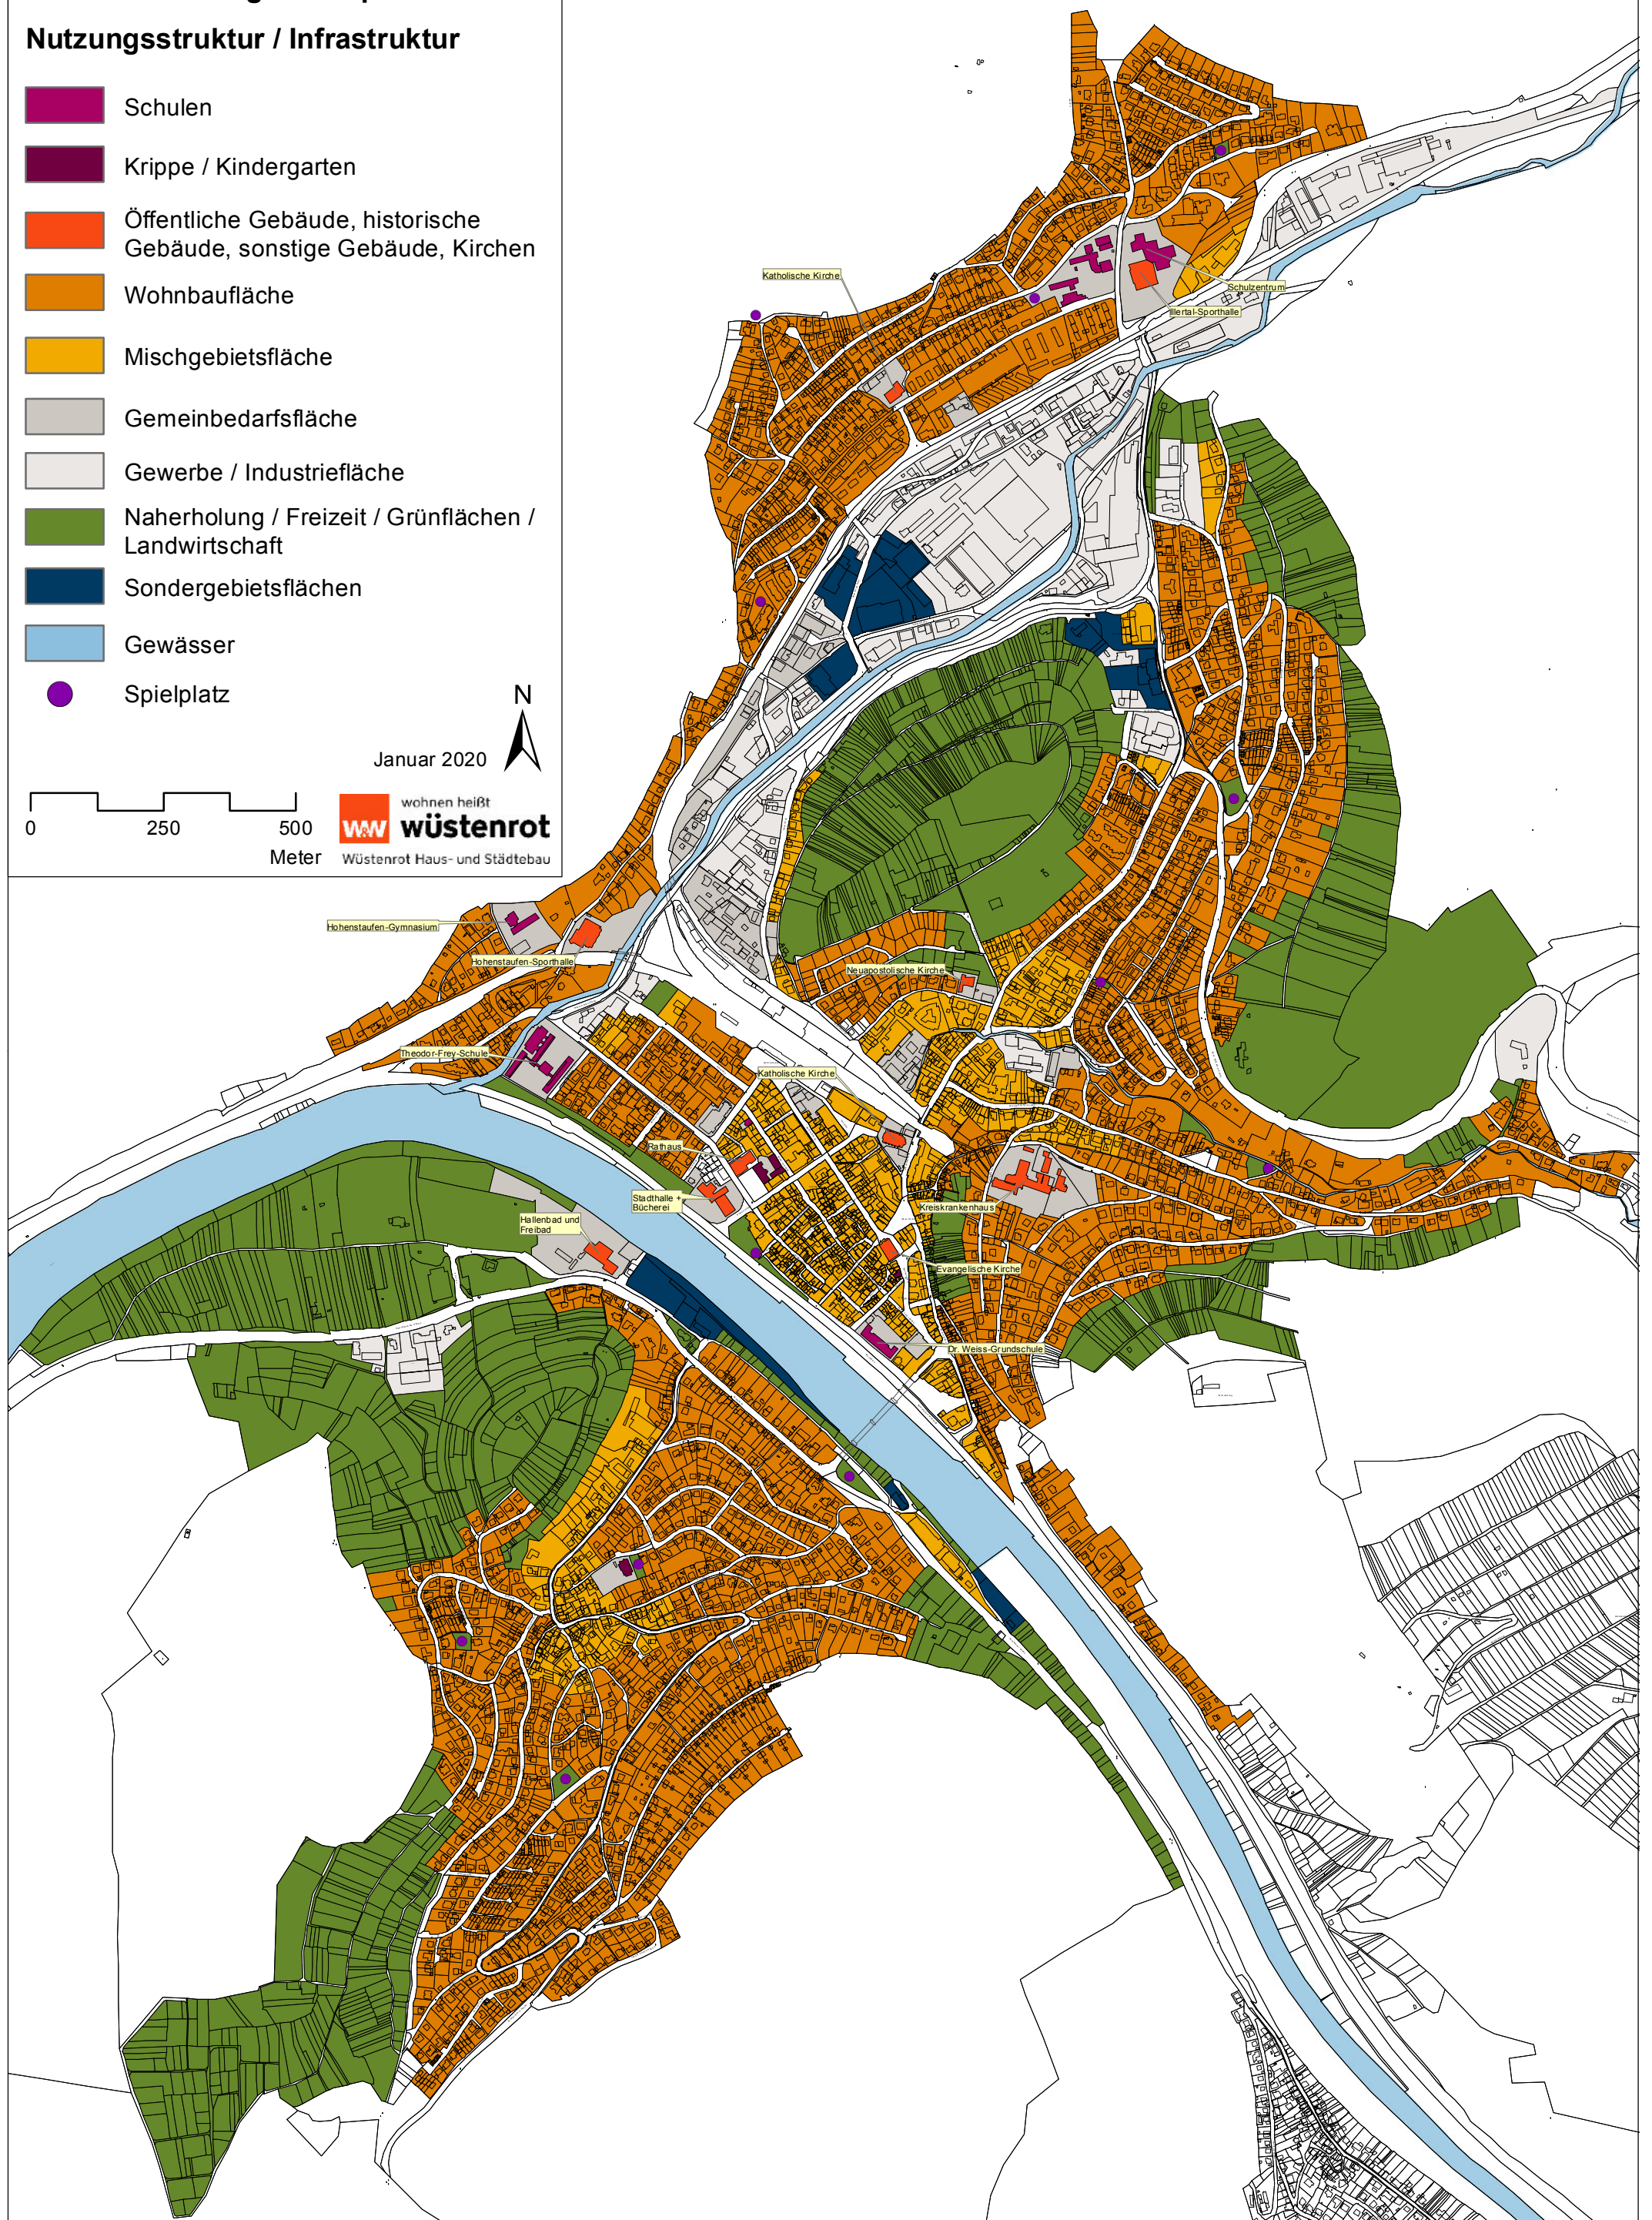 Nutzungsstruktur / Infrastruktur
Schulen
Krippe / Kindergarten
Öffentliche Gebäude, historische
Gebäude, sonstige Gebäude, Kirchen
Wohnbaufläche
Mischgebietsfläche
Gemeinbedarfsfläche
Gewerbe / Industriefläche
Naherholung / Freizeit / Grünflächen /
Landwirtschaft
Sondergebietsflächen
Gewässer
Spielplatz
N
Januar 2020
0 250 500
Meter
wohnen heißt
W&W wüstenrot
Wüstenrot Haus- und Städtebau
Katholische Kirche
Schulzentrum
Illertal-Sporthalle
Hohenstaufen-Gymnasium
Hohenstaufen-Sporthalle
Neuapostolische Kirche
Theodor-Frey-Schule
Katholische Kirche
Rathaus
Stadthalle +
Bücherei
Kreiskrankenhaus
Hallenbad und
Freibad
Evangelische Kirche
Dr. Weiss-Grundschule